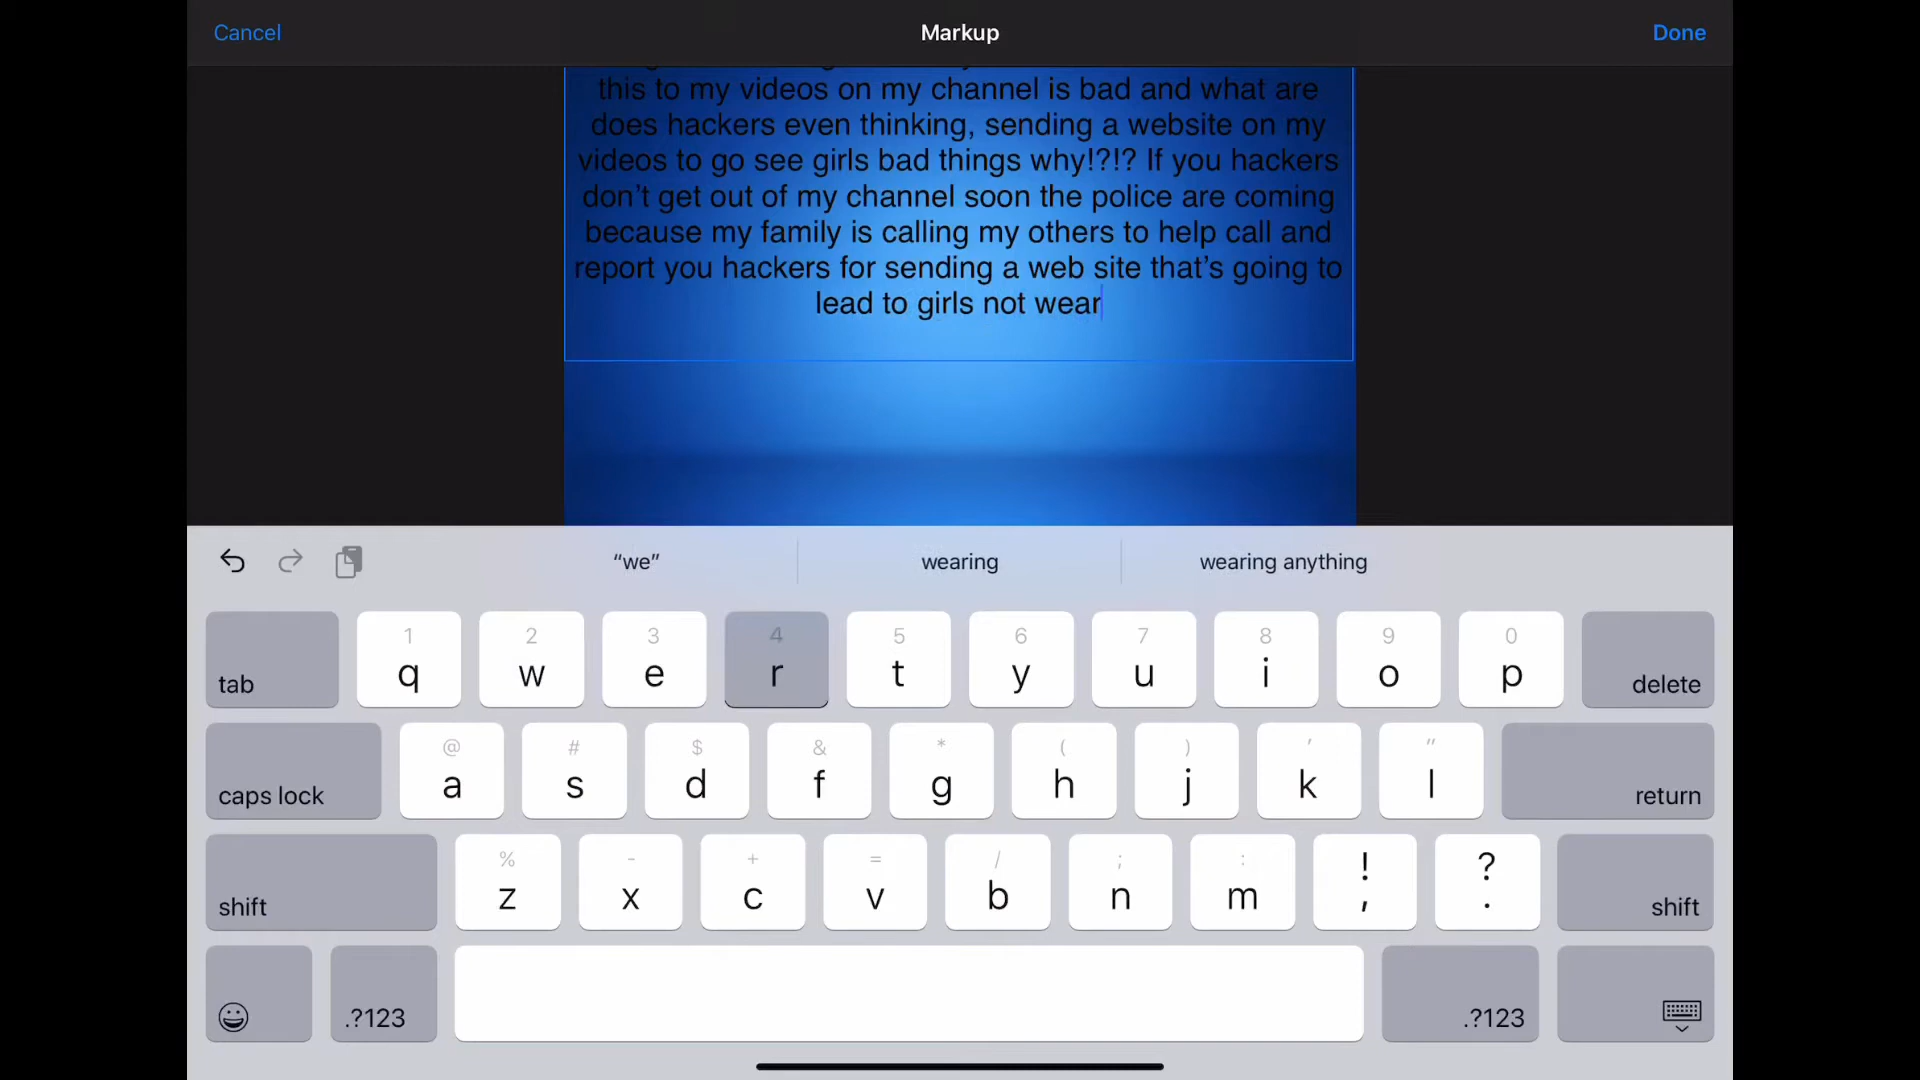 Cancel
Markup
Done
this to my videos on my channel is bad and what are
does hackers even thinking, sending a website on my
videos to go see girls bad things why!?!? If you hackers
don’t get out of my channel soon the police are coming
because my family is calling my others to help call and
report you hackers for sending a web site that’s going to
lead to girls not wear
“we”
wearing
wearing anything
1 2 3 4 5 6 7 8 9 0
tab q w e r t y u i o p delete
@ # $ & * ( ) ' "
caps lock a s d f g h j k l return
% - + = / ; : ! ?
shift z x c v b n m , . shift
.?123 .?123